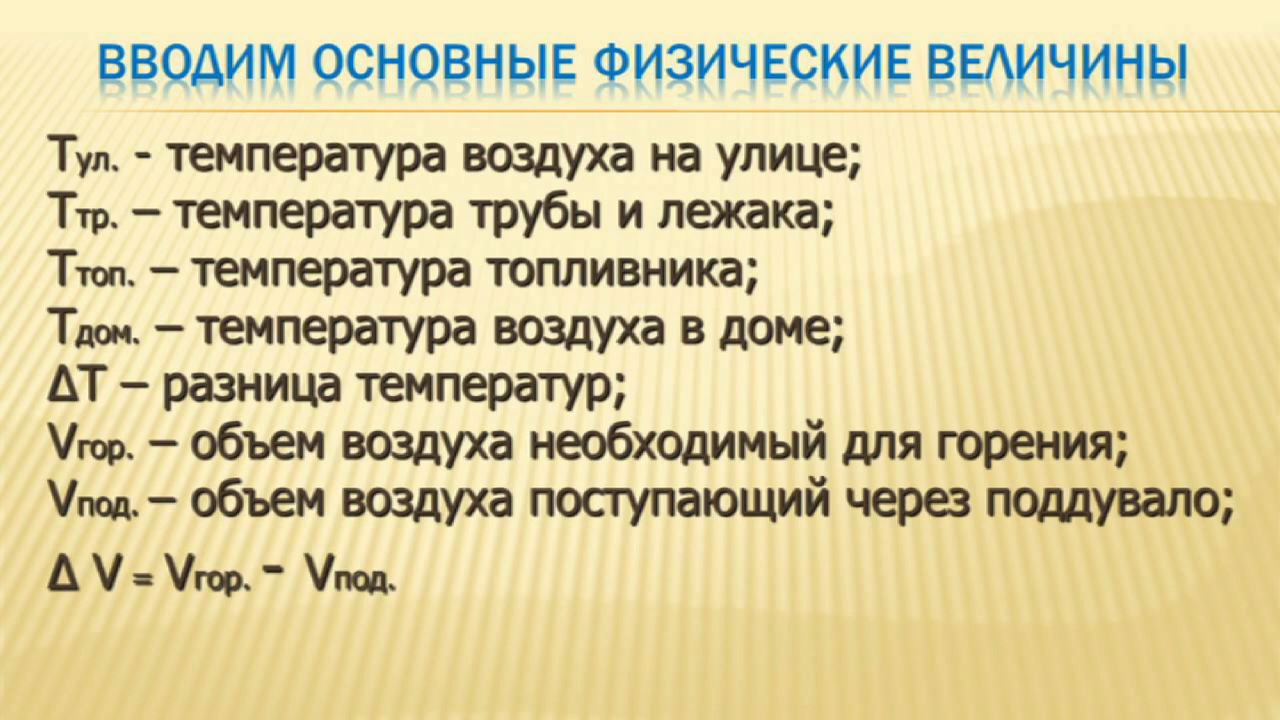 ВВОДИМ ОСНОВНЫЕ ФИЗИЧЕСКИЕ ВЕЛИЧИНЫ
Тул. - температура воздуха на улице;
Ттр. – температура трубы и лежака;
Ттоп. – температура топливника;
Тдом. – температура воздуха в доме;
ΔТ – разница температур;
Vгор. – объем воздуха необходимый для горения;
Vпод. – объем воздуха поступающий через поддувало;
Δ V = Vгор. - Vпод.